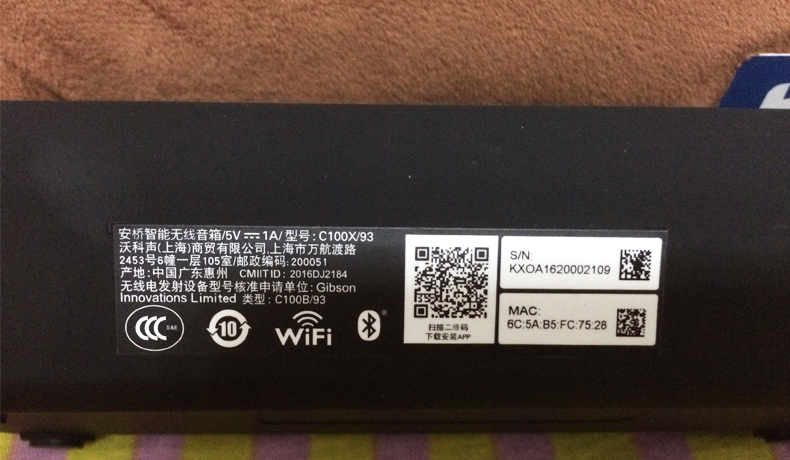 安桥智能无线音箱/5V ⎓ 1A/ 型号: C100X/93
沃科声(上海)商贸有限公司,上海市万航渡路
2453号6幢一层105室/邮政编码: 200051
产地: 中国广东惠州 CMIIT ID: 2016DJ2184
无线电发射设备型号核准申请单位: Gibson
Innovations Limited 类型: C100B/93
CCC S&E
10
WiFi
扫描二维码
下载安装APP
S/N:
KXOA1620002109
MAC:
6C:5A:B5:FC:75:28